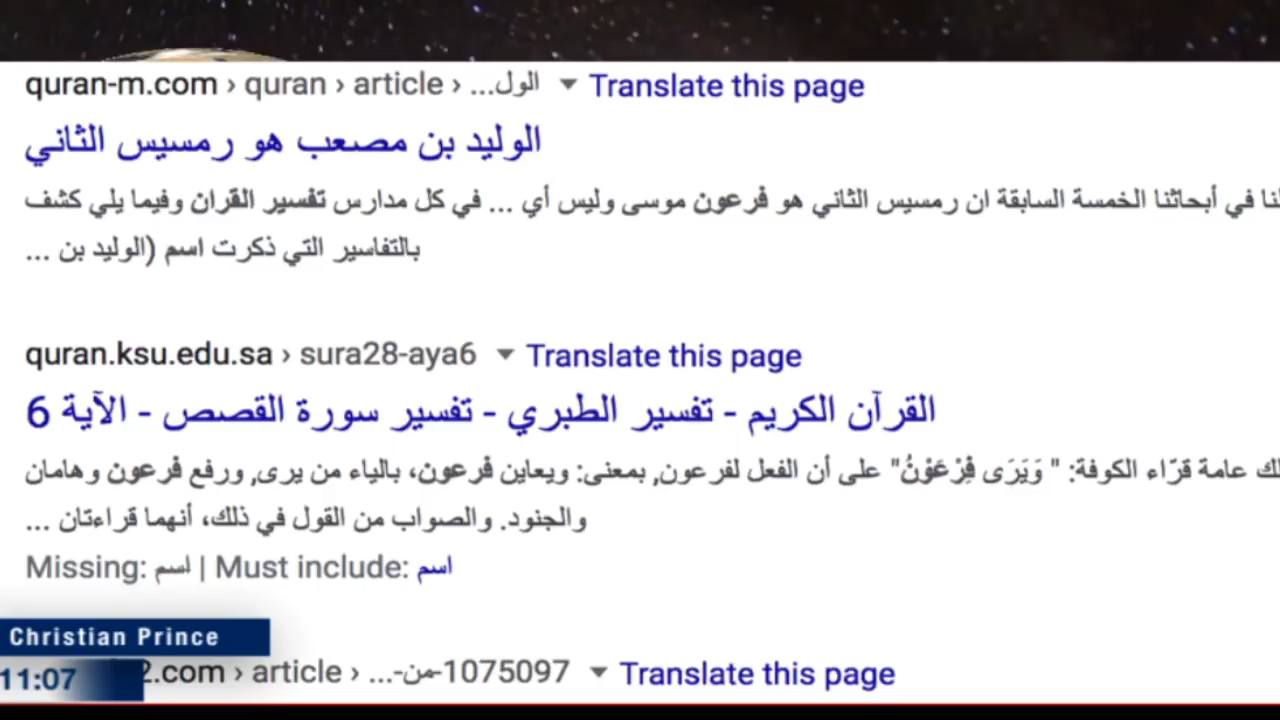 quran-m.com › quran › article › ...الول Translate this page
الوليد بن مصعب هو رمسيس الثاني
في أبحاثنا الخمسة السابقة ان رمسيس الثاني هو فرعون موسى وليس أي ... في كل مدارس تفسير القران وفيما يلي كشف
بالتفاسير التي ذكرت اسم (الوليد بن ...
quran.ksu.edu.sa › sura28-aya6 Translate this page
القرآن الكريم - تفسير الطبري - تفسير سورة القصص - الآية 6
عامة قرّاء الكوفة: " وَيَرَى فِرْعَوْنُ" على أن الفعل لفرعون, بمعنى: ويعاين فرعون، بالياء من يرى, ورفع فرعون وهامان
والجنود. والصواب من القول في ذلك، أنهما قراءتان ...
Missing: اسم | Must include: اسم
Christian Prince
11:07
2.com › article › ...-من-1075097 Translate this page